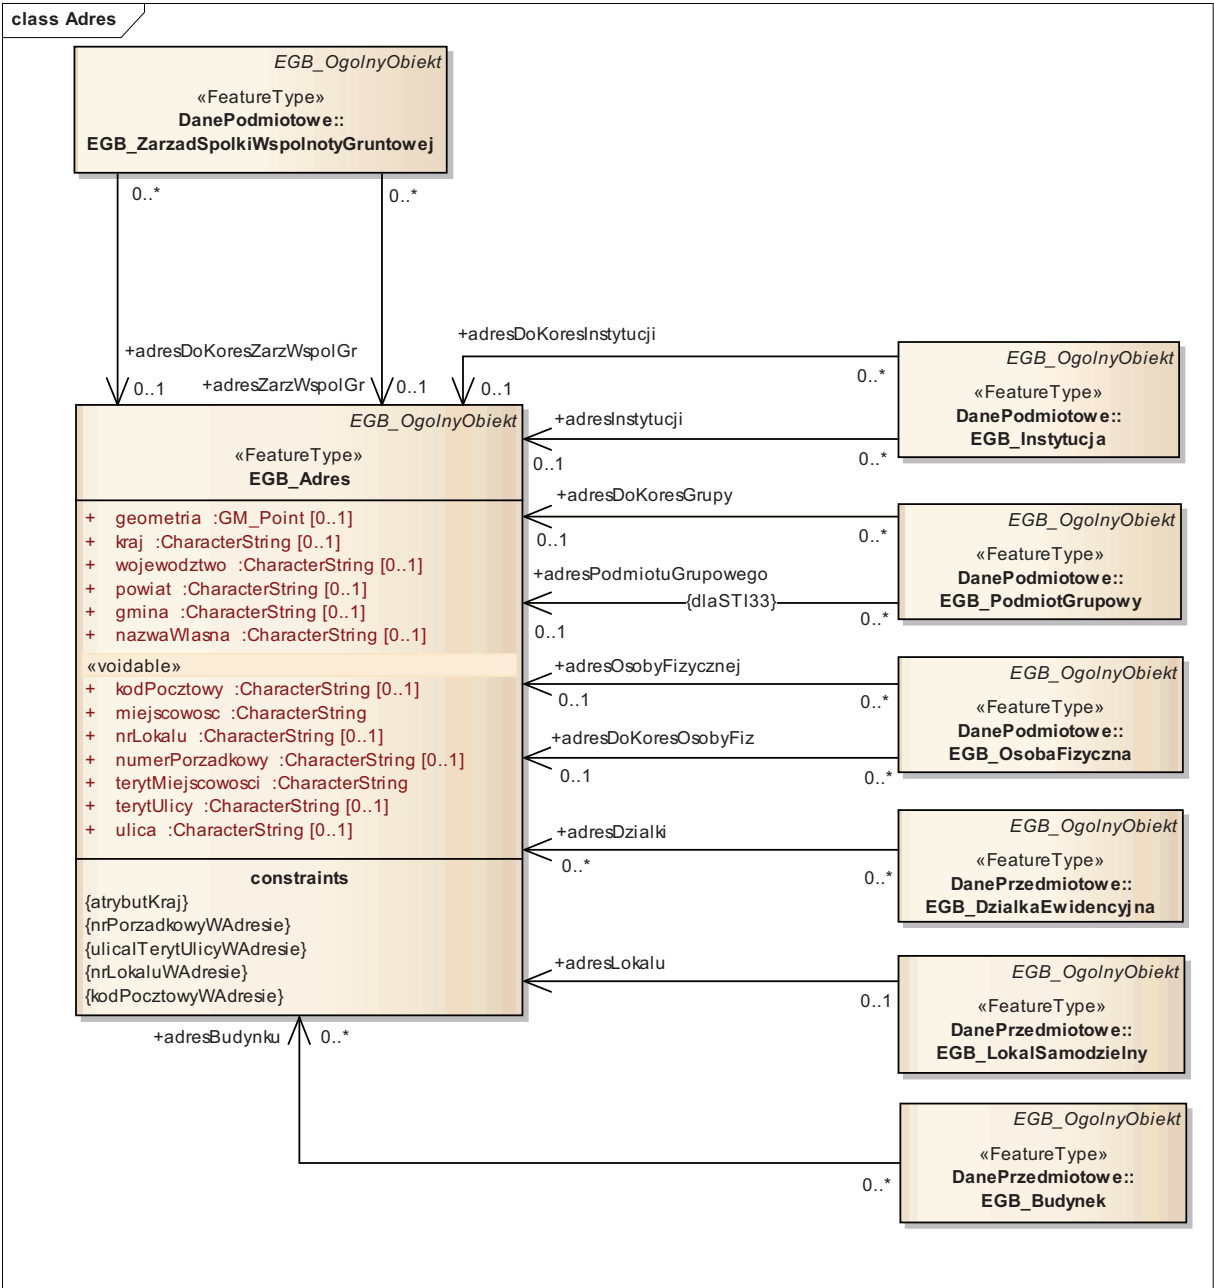 class Adres
EGB_OgolnyObiekt
«FeatureType»
DanePodmiotowe::
EGB_ZarzadSpolkiWspolnotyGruntowej
0..*
0..*
+adresDoKoresZarzWspolGr
0..1
+adresZarzWspolGr
0..1
+adresDoKoresInstytucji
0..1
0..*
EGB_OgolnyObiekt
«FeatureType»
DanePodmiotowe::
EGB_Instytucja
+adresInstytucji
0..1
0..*
EGB_OgolnyObiekt
«FeatureType»
EGB_Adres
+ geometria :GM_Point [0..1]
+ kraj :CharacterString [0..1]
+ wojewodztwo :CharacterString [0..1]
+ powiat :CharacterString [0..1]
+ gmina :CharacterString [0..1]
+ nazwaWlasna :CharacterString [0..1]
«voidable»
+ kodPocztowy :CharacterString [0..1]
+ miejscowosc :CharacterString
+ nrLokalu :CharacterString [0..1]
+ numerPorzadkowy :CharacterString [0..1]
+ terytMiejscowosci :CharacterString
+ terytUlicy :CharacterString [0..1]
+ ulica :CharacterString [0..1]
constraints
{atrybutKraj}
{nrPorzadkowyWAdresie}
{ulicaITerytUlicyWAdresie}
{nrLokaluWAdresie}
{kodPocztowyWAdresie}
+adresDoKoresGrupy
0..1
0..*
+adresPodmiotuGrupowego
{dlaSTI33}
0..1
0..*
EGB_OgolnyObiekt
«FeatureType»
DanePodmiotowe::
EGB_PodmiotGrupowy
+adresOsobyFizycznej
0..1
0..*
+adresDoKoresOsobyFiz
0..1
0..*
EGB_OgolnyObiekt
«FeatureType»
DanePodmiotowe::
EGB_OsobaFizyczna
+adresDzialki
0..*
0..*
EGB_OgolnyObiekt
«FeatureType»
DanePrzedmiotowe::
EGB_DzialkaEwidencyjna
+adresLokalu
0..1
EGB_OgolnyObiekt
«FeatureType»
DanePrzedmiotowe::
EGB_LokalSamodzielny
+adresBudynku
0..*
0..*
EGB_OgolnyObiekt
«FeatureType»
DanePrzedmiotowe::
EGB_Budynek